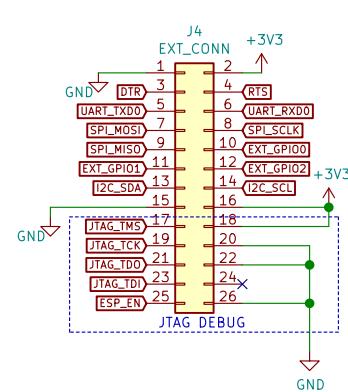 J4
EXT_CONN
+3V3
1 2
GND
DTR 3 4 RTS
UART_TXD0 5 6 UART_RXD0
SPI_MOSI 7 8 SPI_SCLK
SPI_MISO 9 10 EXT_GPIO0
EXT_GPIO1 11 12 EXT_GPIO2
I2C_SDA 13 14 I2C_SCL
+3V3
15 16
GND
JTAG_TMS 17 18
JTAG_TCK 19 20
JTAG_TDO 21 22
JTAG_TDI 23 24
ESP_EN 25 26
JTAG DEBUG
GND